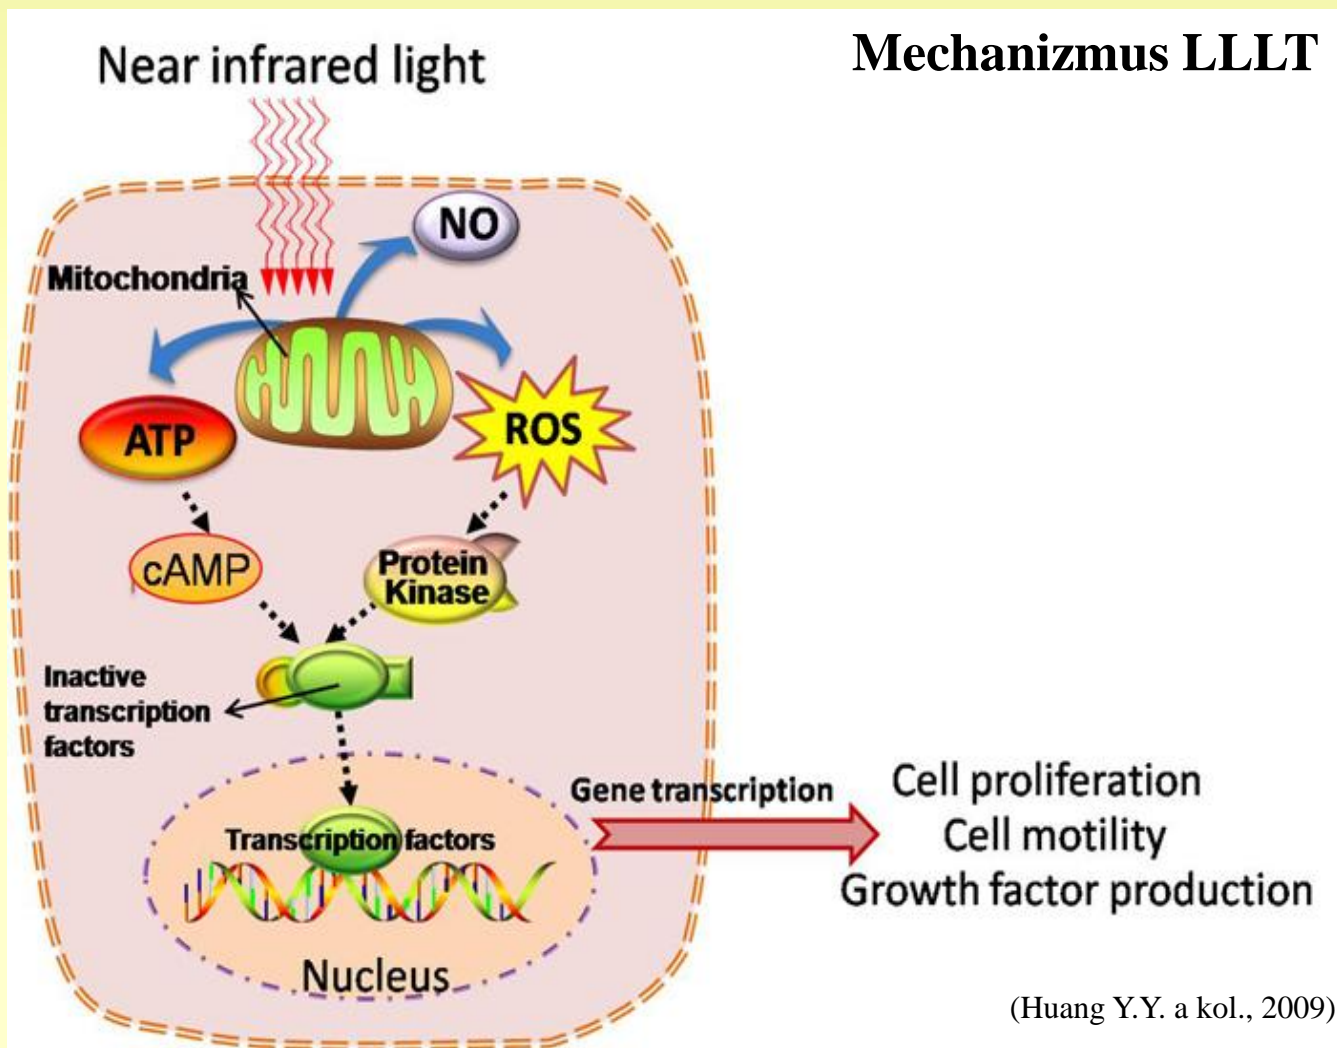 Mechanizmus LLLT
Near infrared light
NO
Mitochondria
ATP
ROS
cAMP
Protein
Kinase
Inactive
transcription
factors
Gene transcription
Cell proliferation
Cell motility
Growth factor production
Transcription factors
Nucleus
(Huang Y.Y. a kol., 2009)